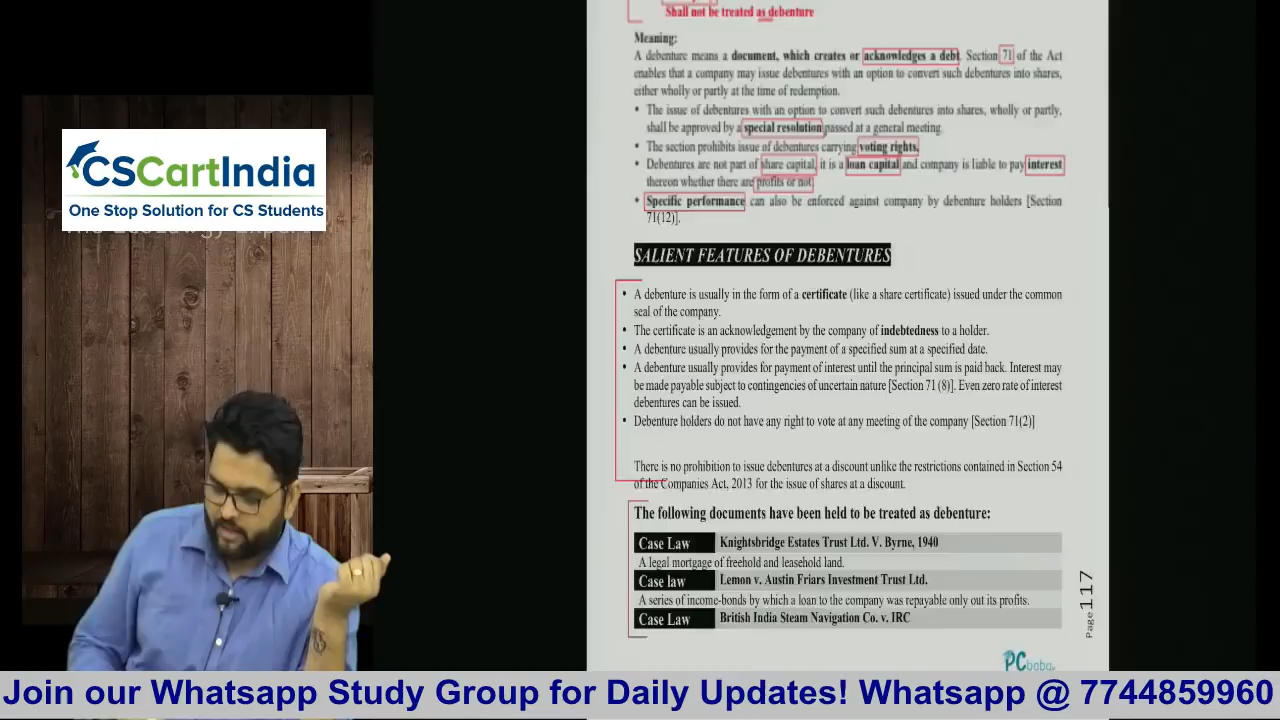 Shall not be treated as debenture
Meaning:
A debenture means a document, which creates or acknowledges a debt. Section 71 of the Act
enables that a company may issue debentures with an option to convert such debentures into shares,
either wholly or partly at the time of redemption.
• The issue of debentures with an option to convert such debentures into shares, wholly or partly,
shall be approved by a special resolution passed at a general meeting.
• The section prohibits issue of debentures carrying voting rights.
• Debentures are not part of share capital, it is a loan capital and company is liable to pay interest
thereon whether there are profits or not.
• Specific performance can also be enforced against company by debenture holders [Section
71(12)].
SALIENT FEATURES OF DEBENTURES
• A debenture is usually in the form of a certificate (like a share certificate) issued under the common
seal of the company.
• The certificate is an acknowledgement by the company of indebtedness to a holder.
• A debenture usually provides for the payment of a specified sum at a specified date.
• A debenture usually provides for payment of interest until the principal sum is paid back. Interest may
be made payable subject to contingencies of uncertain nature [Section 71 (8)]. Even zero rate of interest
debentures can be issued.
• Debenture holders do not have any right to vote at any meeting of the company [Section 71(2)]
There is no prohibition to issue debentures at a discount unlike the restrictions contained in Section 54
of the Companies Act, 2013 for the issue of shares at a discount.
The following documents have been held to be treated as debenture:
Case Law Knightsbridge Estates Trust Ltd. V. Byrne, 1940
A legal mortgage of freehold and leasehold land.
Case law Lemon v. Austin Friars Investment Trust Ltd.
A series of income-bonds by which a loan to the company was repayable only out its profits.
Case Law British India Steam Navigation Co. v. IRC
Page 117
PCbaba
CSCartIndia
One Stop Solution for CS Students
Join our Whatsapp Study Group for Daily Updates! Whatsapp @ 7744859960